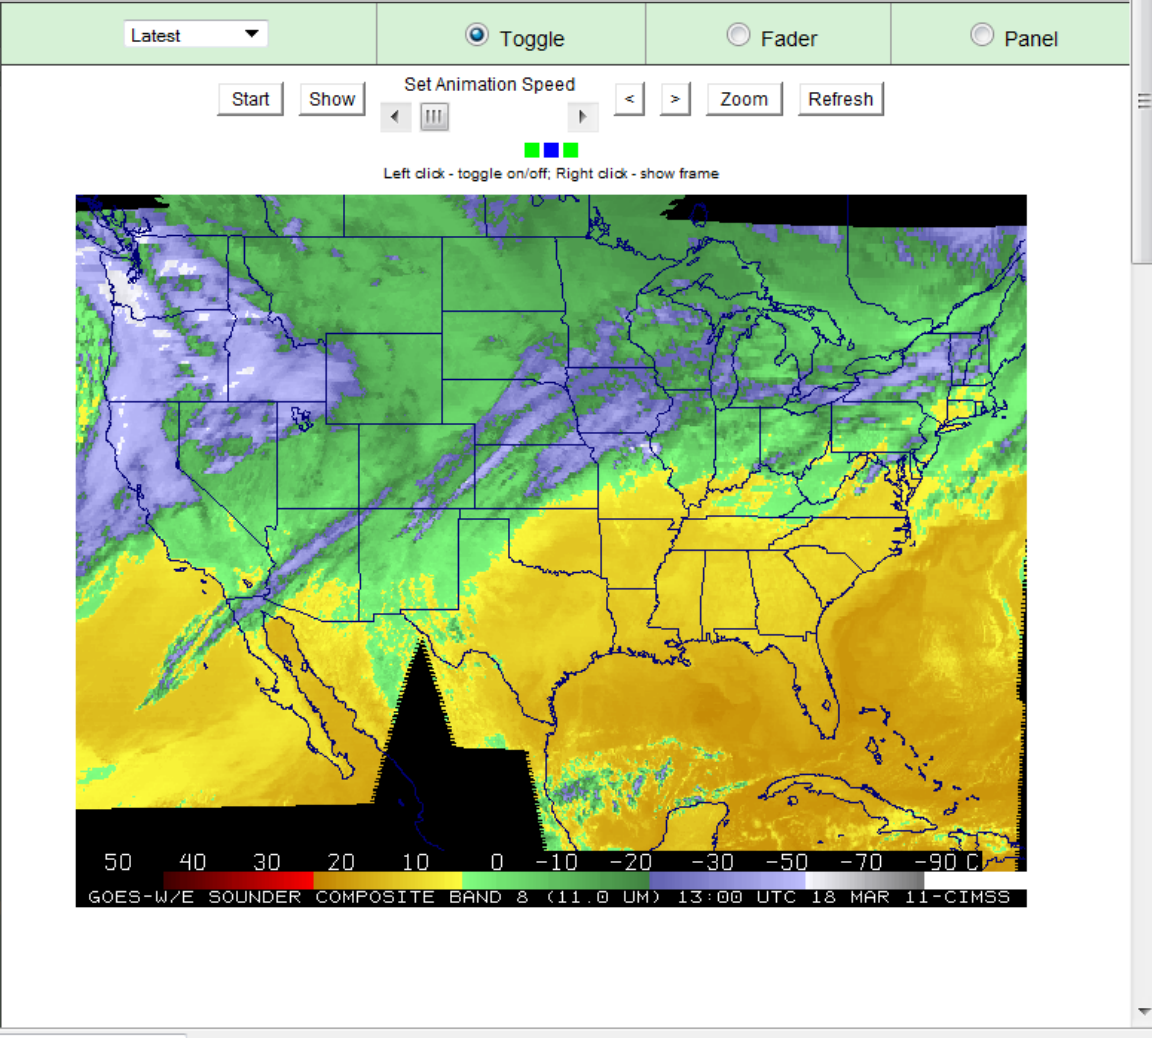 Latest
Toggle
Fader
Panel
Set Animation Speed
Start
Show
<
>
Zoom
Refresh
Left click - toggle on/off; Right click - show frame
50 40 30 20 10 0 -10 -20 -30 -50 -70 -90 C
GOES-W/E SOUNDER COMPOSITE BAND 8 (11.0 UM) 13:00 UTC 18 MAR 11-CIMSS